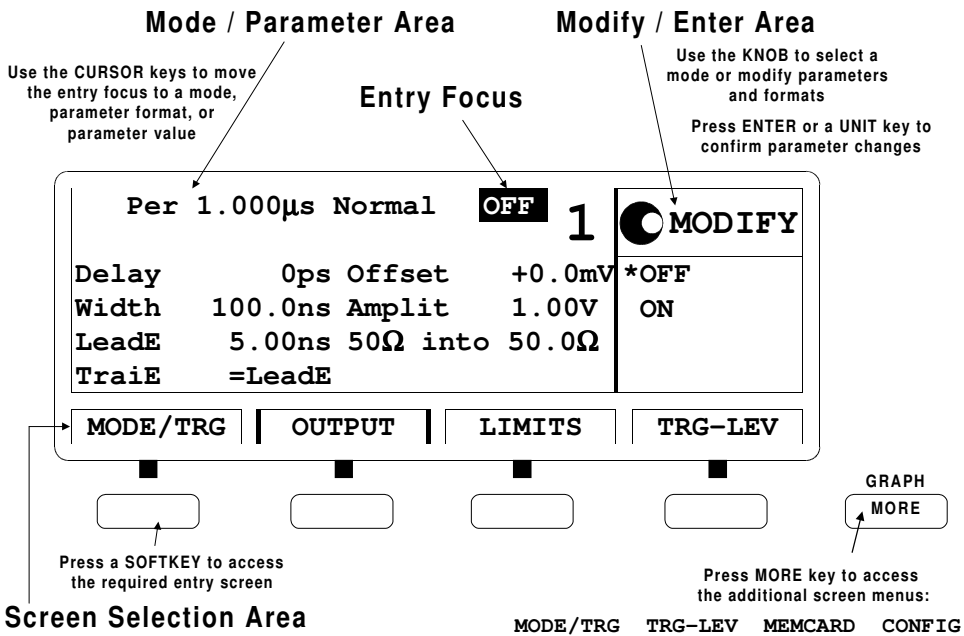 Mode / Parameter Area
Modify / Enter Area
Use the CURSOR keys to move
the entry focus to a mode,
parameter format, or
parameter value
Entry Focus
Use the KNOB to select a
mode or modify parameters
and formats
Press ENTER or a UNIT key to
confirm parameter changes
Per 1.000µs Normal OFF 1
MODIFY
Delay 0ps Offset +0.0mV
Width 100.0ns Amplit 1.00V
LeadE 5.00ns 50Ω into 50.0Ω
TraiE =LeadE
*OFF
ON
MODE/TRG OUTPUT LIMITS TRG-LEV
GRAPH
MORE
Press a SOFTKEY to access
the required entry screen
Screen Selection Area
Press MORE key to access
the additional screen menus:
MODE/TRG TRG-LEV MEMCARD CONFIG